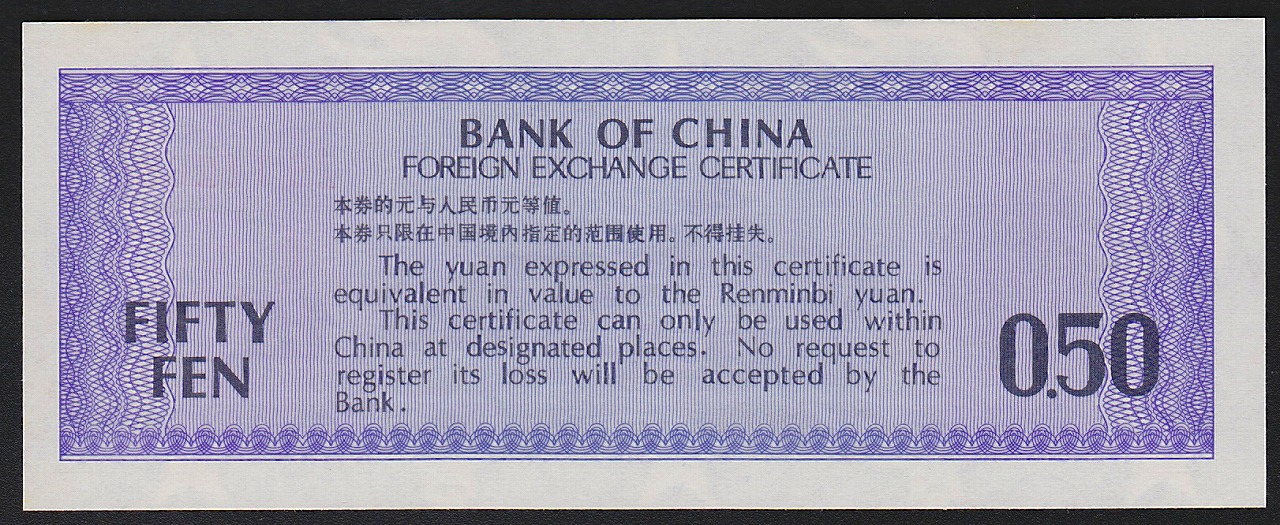 BANK OF CHINA
FOREIGN EXCHANGE CERTIFICATE
本券的元与人民币元等值。
本券只限在中国境内指定的范围使用。不得挂失。
The yuan expressed in this certificate is
equivalent in value to the Renminbi yuan.
This certificate can only be used within
China at designated places. No request to
register its loss will be accepted by the
Bank.
FIFTY
FEN
0.50